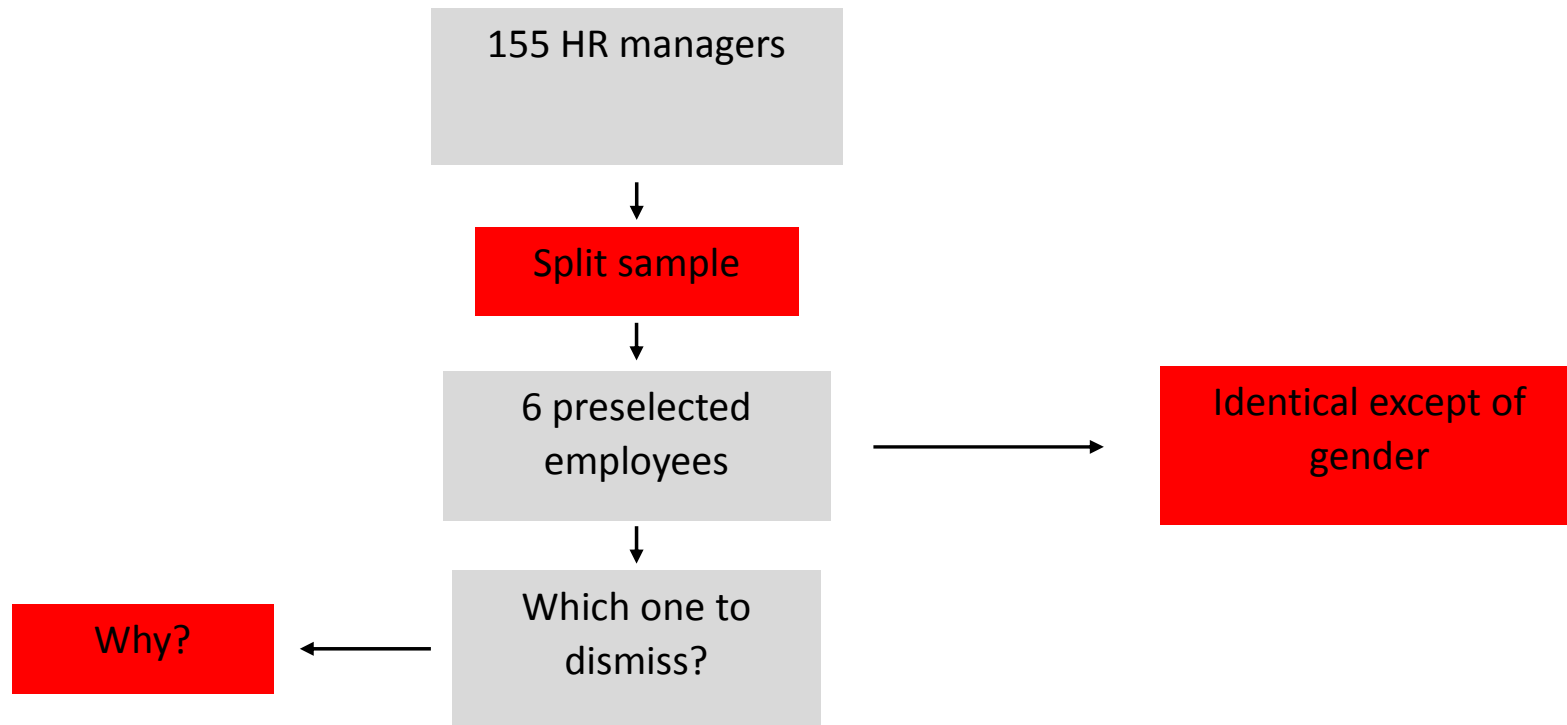 155 HR managers
Split sample
6 preselected
employees
Identical except of
gender
Which one to
dismiss?
Why?